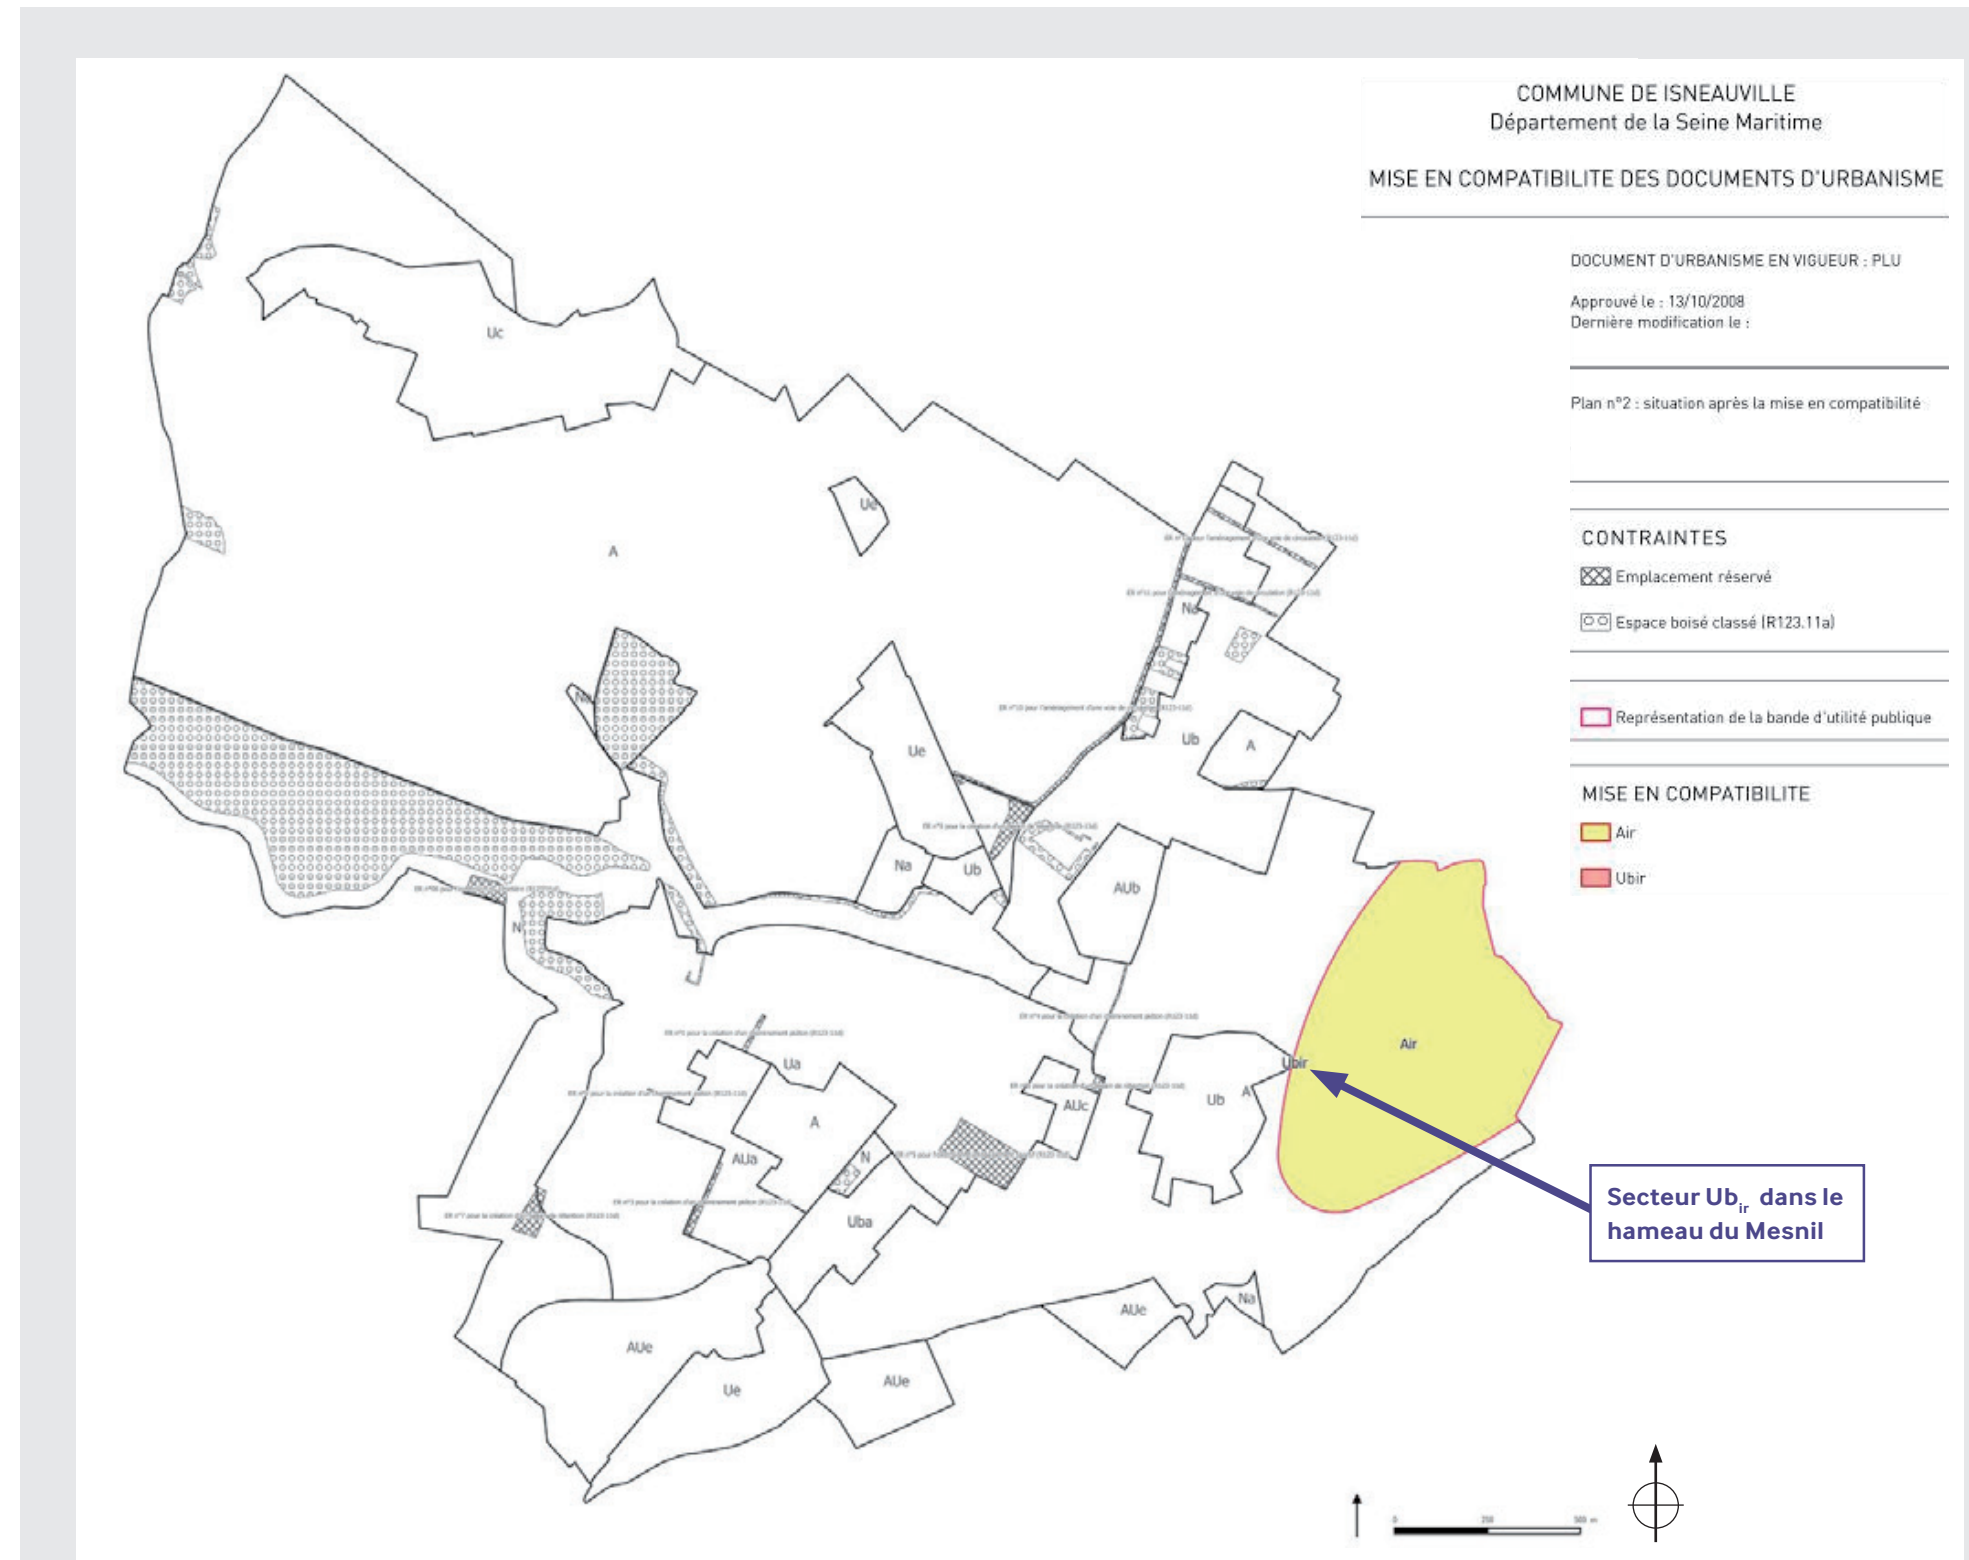 COMMUNE DE ISNEAUVILLE
Département de la Seine Maritime
MISE EN COMPATIBILITE DES DOCUMENTS D'URBANISME
DOCUMENT D'URBANISME EN VIGUEUR : PLU
Approuvé le : 13/10/2008
Dernière modification le :
Plan n°2 : situation après la mise en compatibilité
CONTRAINTES
Emplacement réservé
Espace boisé classé (R123.11a)
Représentation de la bande d'utilité publique
MISE EN COMPATIBILITE
Air
Ubir
Uc
Ue
A
Na
Na
Ub
A
Ue
Na
Ub
AUb
N
Ua
Ubir
Air
Ub
A
AUc
A
AUa
N
Uba
Secteur Ubir dans le
hameau du Mesnil
Na
AUe
AUe
AUe
Ue
0 250 500 m